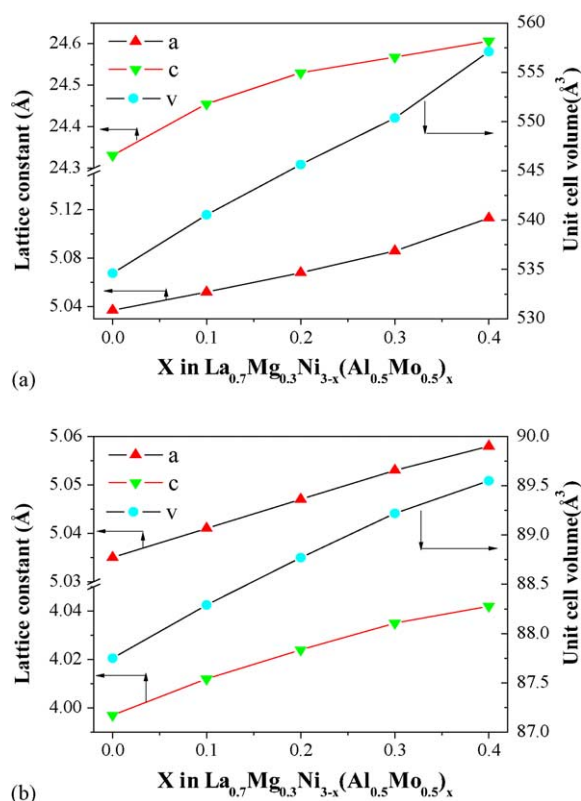 24.6
24.5
24.4
24.3
5.12
5.08
5.04
Lattice constant (Å)
a
c
v
560
555
550
545
540
535
530
Unit cell volume(Å³)
0.0 0.1 0.2 0.3 0.4
(a) X in La₀.₇Mg₀.₃Ni₃₋ₓ(Al₀.₅Mo₀.₅)ₓ
5.06
5.05
5.04
5.03
4.04
4.02
4.00
Lattice constant (Å)
a
c
v
90.0
89.5
89.0
88.5
88.0
87.5
87.0
Unit cell volume(Å³)
0.0 0.1 0.2 0.3 0.4
(b) X in La₀.₇Mg₀.₃Ni₃₋ₓ(Al₀.₅Mo₀.₅)ₓ